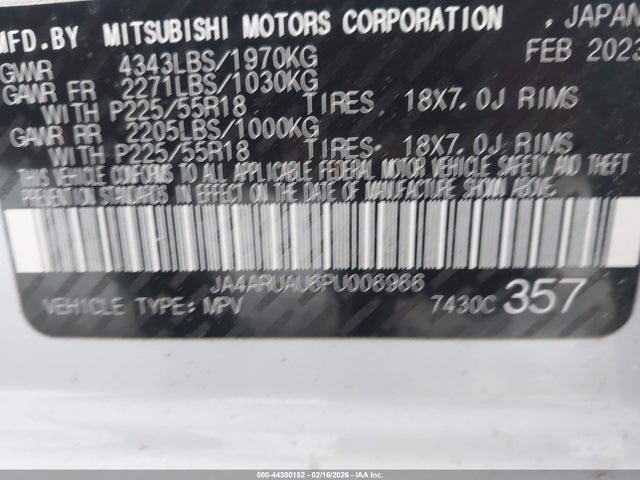 MFD.BY MITSUBISHI MOTORS CORPORATION , JAPAN
GVWR 4343LBS/1970KG FEB 2023
GAWR FR 2271LBS/1030KG
WITH P225/55R18 TIRES, 18X7.0J RIMS
GAWR RR 2205LBS/1000KG
WITH P225/55R18 TIRES, 18X7.0J RIMS
THIS VEHICLE CONFORMS TO ALL APPLICABLE FEDERAL MOTOR VEHICLE SAFETY AND THEFT
PREVENTION STANDARDS IN EFFECT ON THE DATE OF MANUFACTURE SHOWN ABOVE.
JA4ARUAU6PU006966
VEHICLE TYPE: MPV 7430C 357
000-44380152 - 02/16/2026 - IAA Inc.